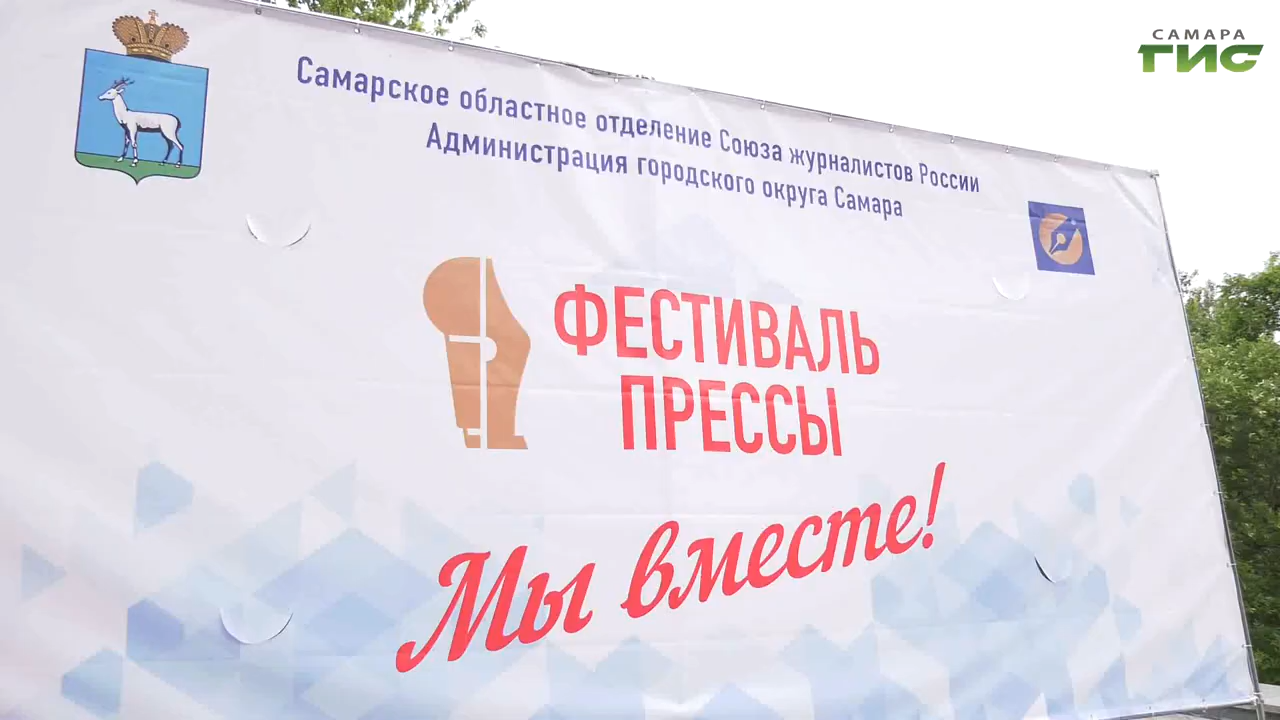 САМАРА
ГИС
Самарское областное отделение Союза журналистов России
Администрация городского округа Самара
ФЕСТИВАЛЬ
ПРЕССЫ
Мы вместе!